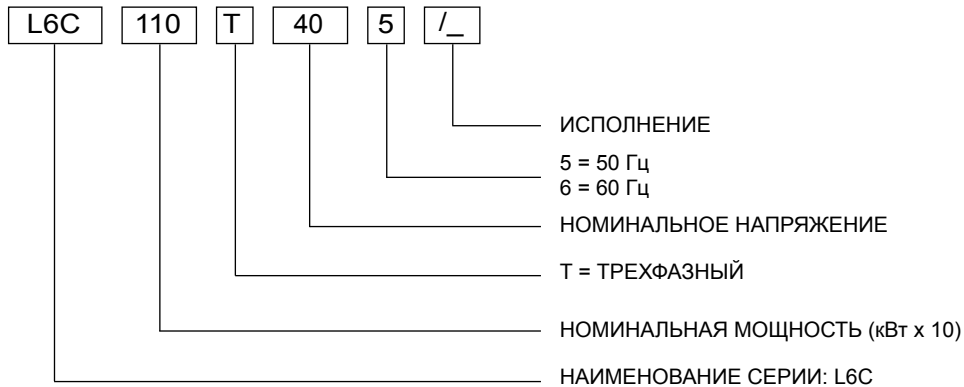 L6C 110 T 40 5 /_
ИСПОЛНЕНИЕ
5 = 50 Гц
6 = 60 Гц
НОМИНАЛЬНОЕ НАПРЯЖЕНИЕ
Т = ТРЕХФАЗНЫЙ
НОМИНАЛЬНАЯ МОЩНОСТЬ (кВт x 10)
НАИМЕНОВАНИЕ СЕРИИ: L6C